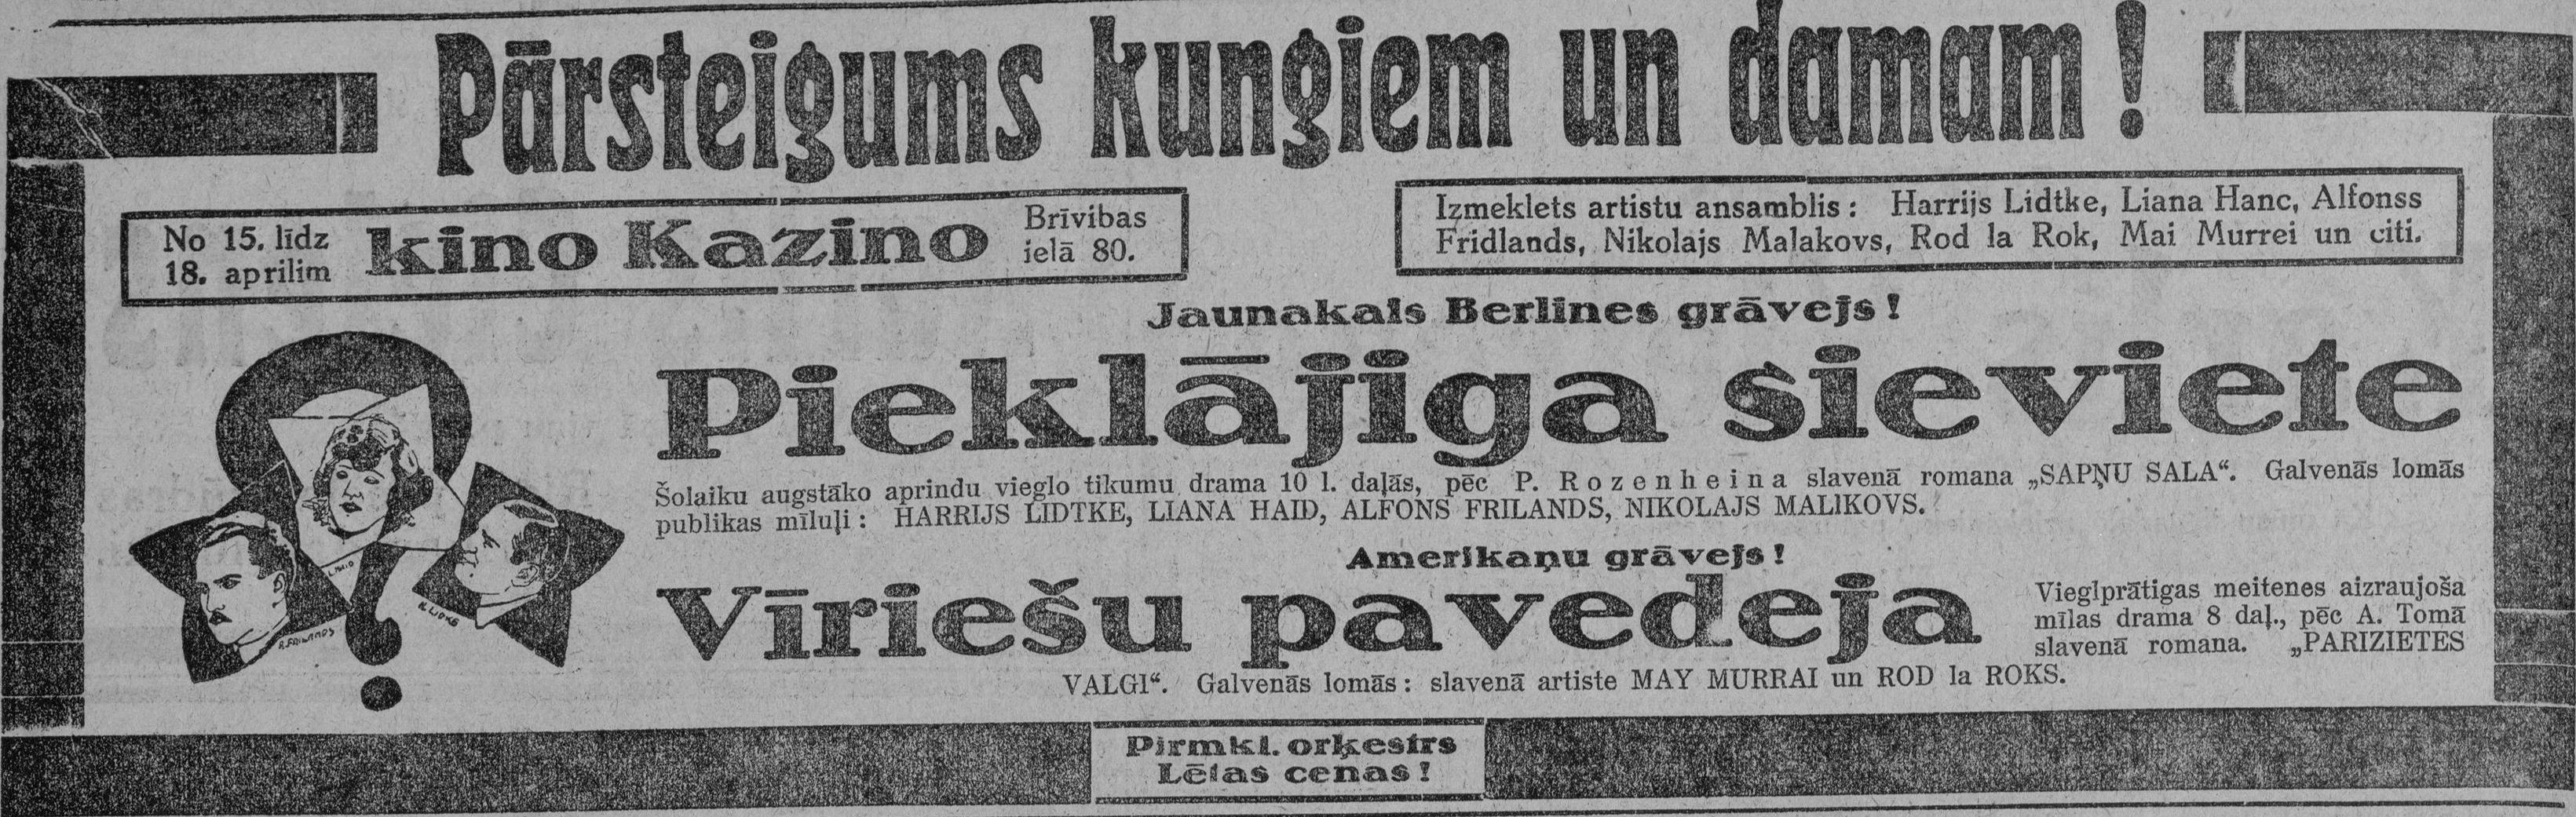 Pārsteigums kungiem un damam!
No 15. līdz
18. aprilim
kino Kazino
Brīvibas
ielā 80.
Izmeklets artistu ansamblis: Harrijs Lidtke, Liana Hanc, Alfonss
Fridlands, Nikolajs Malakovs, Rod la Rok, Mai Murrei un citi.
Jaunakais Berlines grāvejs!
Pieklājiga sieviete
Šolaiku augstāko aprindu vieglo tikumu drama 10 l. daļās, pēc P. Rozenheina slavenā romana „SAPŅU SALA“. Galvenās lomās
publikas mīluļi: HARRIJS LIDTKE, LIANA HAID, ALFONS FRILANDS, NIKOLAJS MALIKOVS.
Amerikaņu grāvejs!
Vīriešu pavedeja
Vieglprātigas meitenes aizraujoša
mīlas drama 8 daļ., pēc A. Tomā
slavenā romana. „PARIZIETES
VALGI“. Galvenās lomās: slavenā artiste MAY MURRAI un ROD la ROKS.
L. HAID
H. LIDKE
Pirmkl. orķestrs
Lētas cenas!